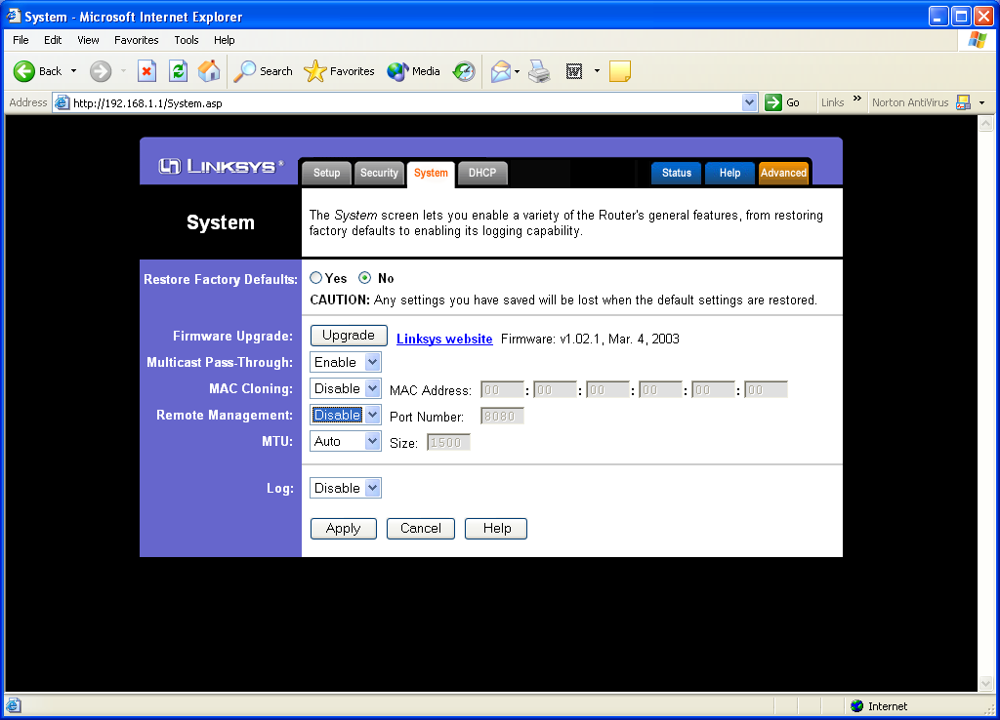 System - Microsoft Internet Explorer
File Edit View Favorites Tools Help
Back Search Favorites Media
Address http://192.168.1.1/System.asp Go Links » Norton AntiVirus
LINKSYS® Setup Security System DHCP Status Help Advanced
System
The System screen lets you enable a variety of the Router's general features, from restoring
factory defaults to enabling its logging capability.
Restore Factory Defaults: Yes No
CAUTION: Any settings you have saved will be lost when the default settings are restored.
Firmware Upgrade: Upgrade Linksys website Firmware: v1.02.1, Mar. 4, 2003
Multicast Pass-Through: Enable
MAC Cloning: Disable MAC Address: 00 : 00 : 00 : 00 : 00 : 00
Remote Management: Disable Port Number: 8080
MTU: Auto Size: 1500
Log: Disable
Apply Cancel Help
Internet